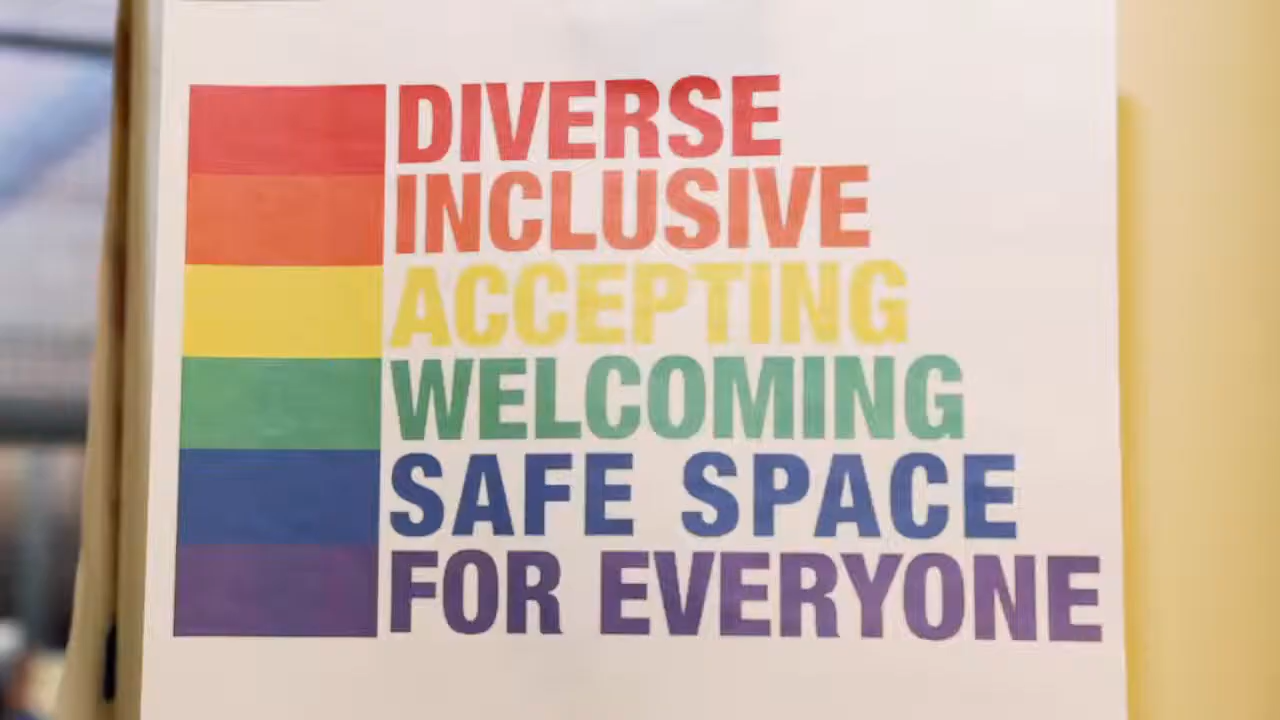 DIVERSE
INCLUSIVE
ACCEPTING
WELCOMING
SAFE SPACE
FOR EVERYONE